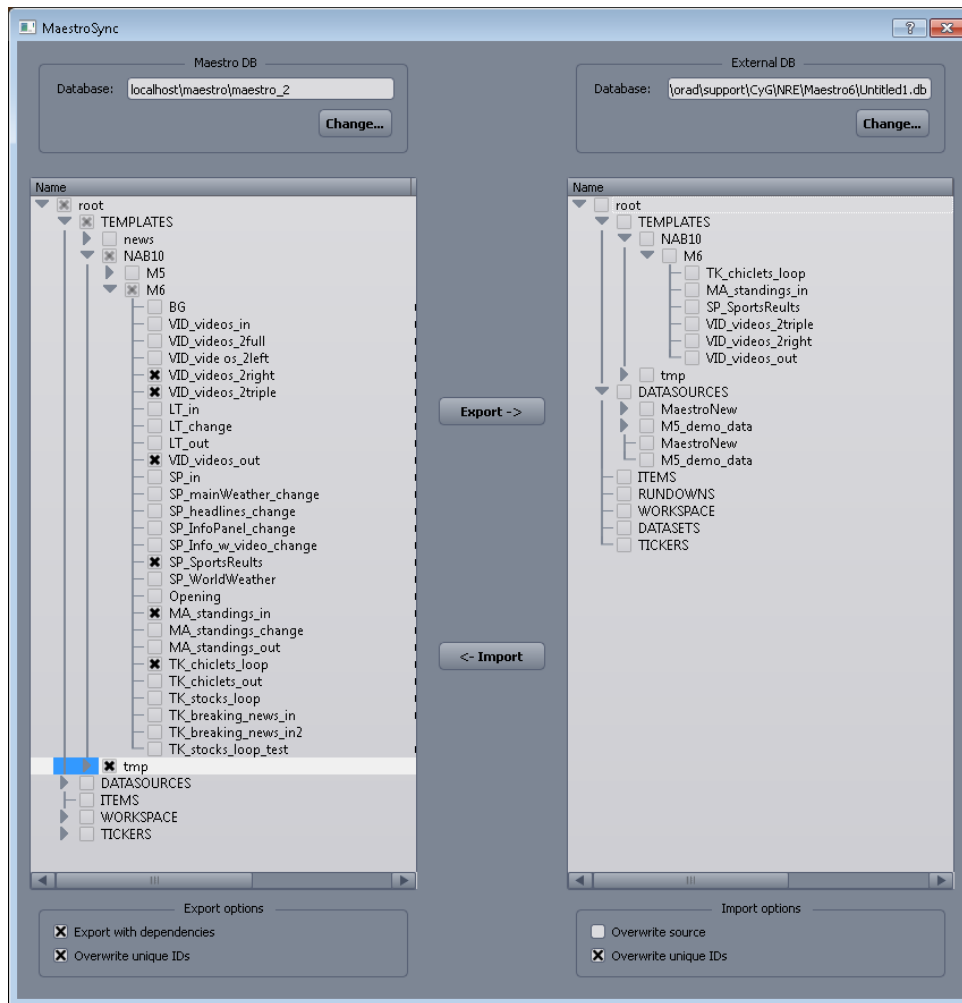 MaestroSync
Maestro DB
Database: localhost\maestro\maestro_2
Change...
External DB
Database: \orad\support\CyG\NRE\Maestro6\Untitled1.db
Change...
Name
root
TEMPLATES
news
NAB10
M5
M6
BG
VID_videos_in
VID_videos_2full
VID_vide os_2left
VID_videos_2right
VID_videos_2triple
LT_in
LT_change
LT_out
VID_videos_out
SP_in
SP_mainWeather_change
SP_headlines_change
SP_InfoPanel_change
SP_Info_w_video_change
SP_SportsReults
SP_WorldWeather
Opening
MA_standings_in
MA_standings_change
MA_standings_out
TK_chiclets_loop
TK_chiclets_out
TK_stocks_loop
TK_breaking_news_in
TK_breaking_news_in2
TK_stocks_loop_test
tmp
DATASOURCES
ITEMS
WORKSPACE
TICKERS
Export ->
<- Import
Name
root
TEMPLATES
NAB10
M6
TK_chiclets_loop
MA_standings_in
SP_SportsReults
VID_videos_2triple
VID_videos_2right
VID_videos_out
tmp
DATASOURCES
MaestroNew
M5_demo_data
MaestroNew
M5_demo_data
ITEMS
RUNDOWNS
WORKSPACE
DATASETS
TICKERS
Export options
Export with dependencies
Overwrite unique IDs
Import options
Overwrite source
Overwrite unique IDs